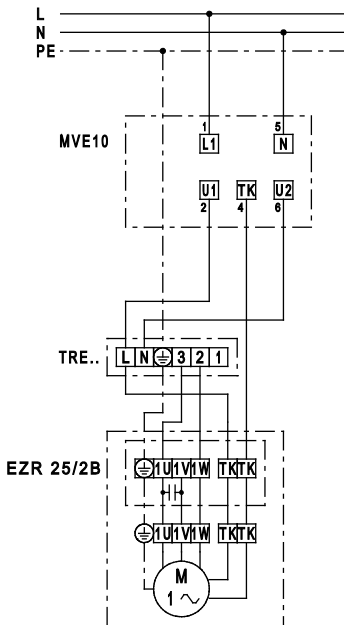 L
N
PE
1 5
MVE10 L1 N
U1 TK U2
2 4 6
TRE.. L N 3 2 1
EZR 25/2B 1U 1V 1W TK TK
1U 1V 1W TK TK
M
1